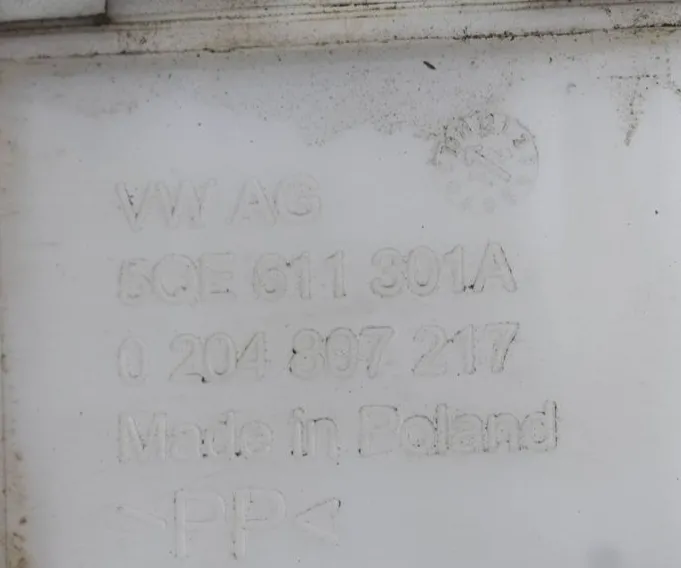 VW AG
5QE 611 301A
0 204 807 217
Made in Poland
>PP<